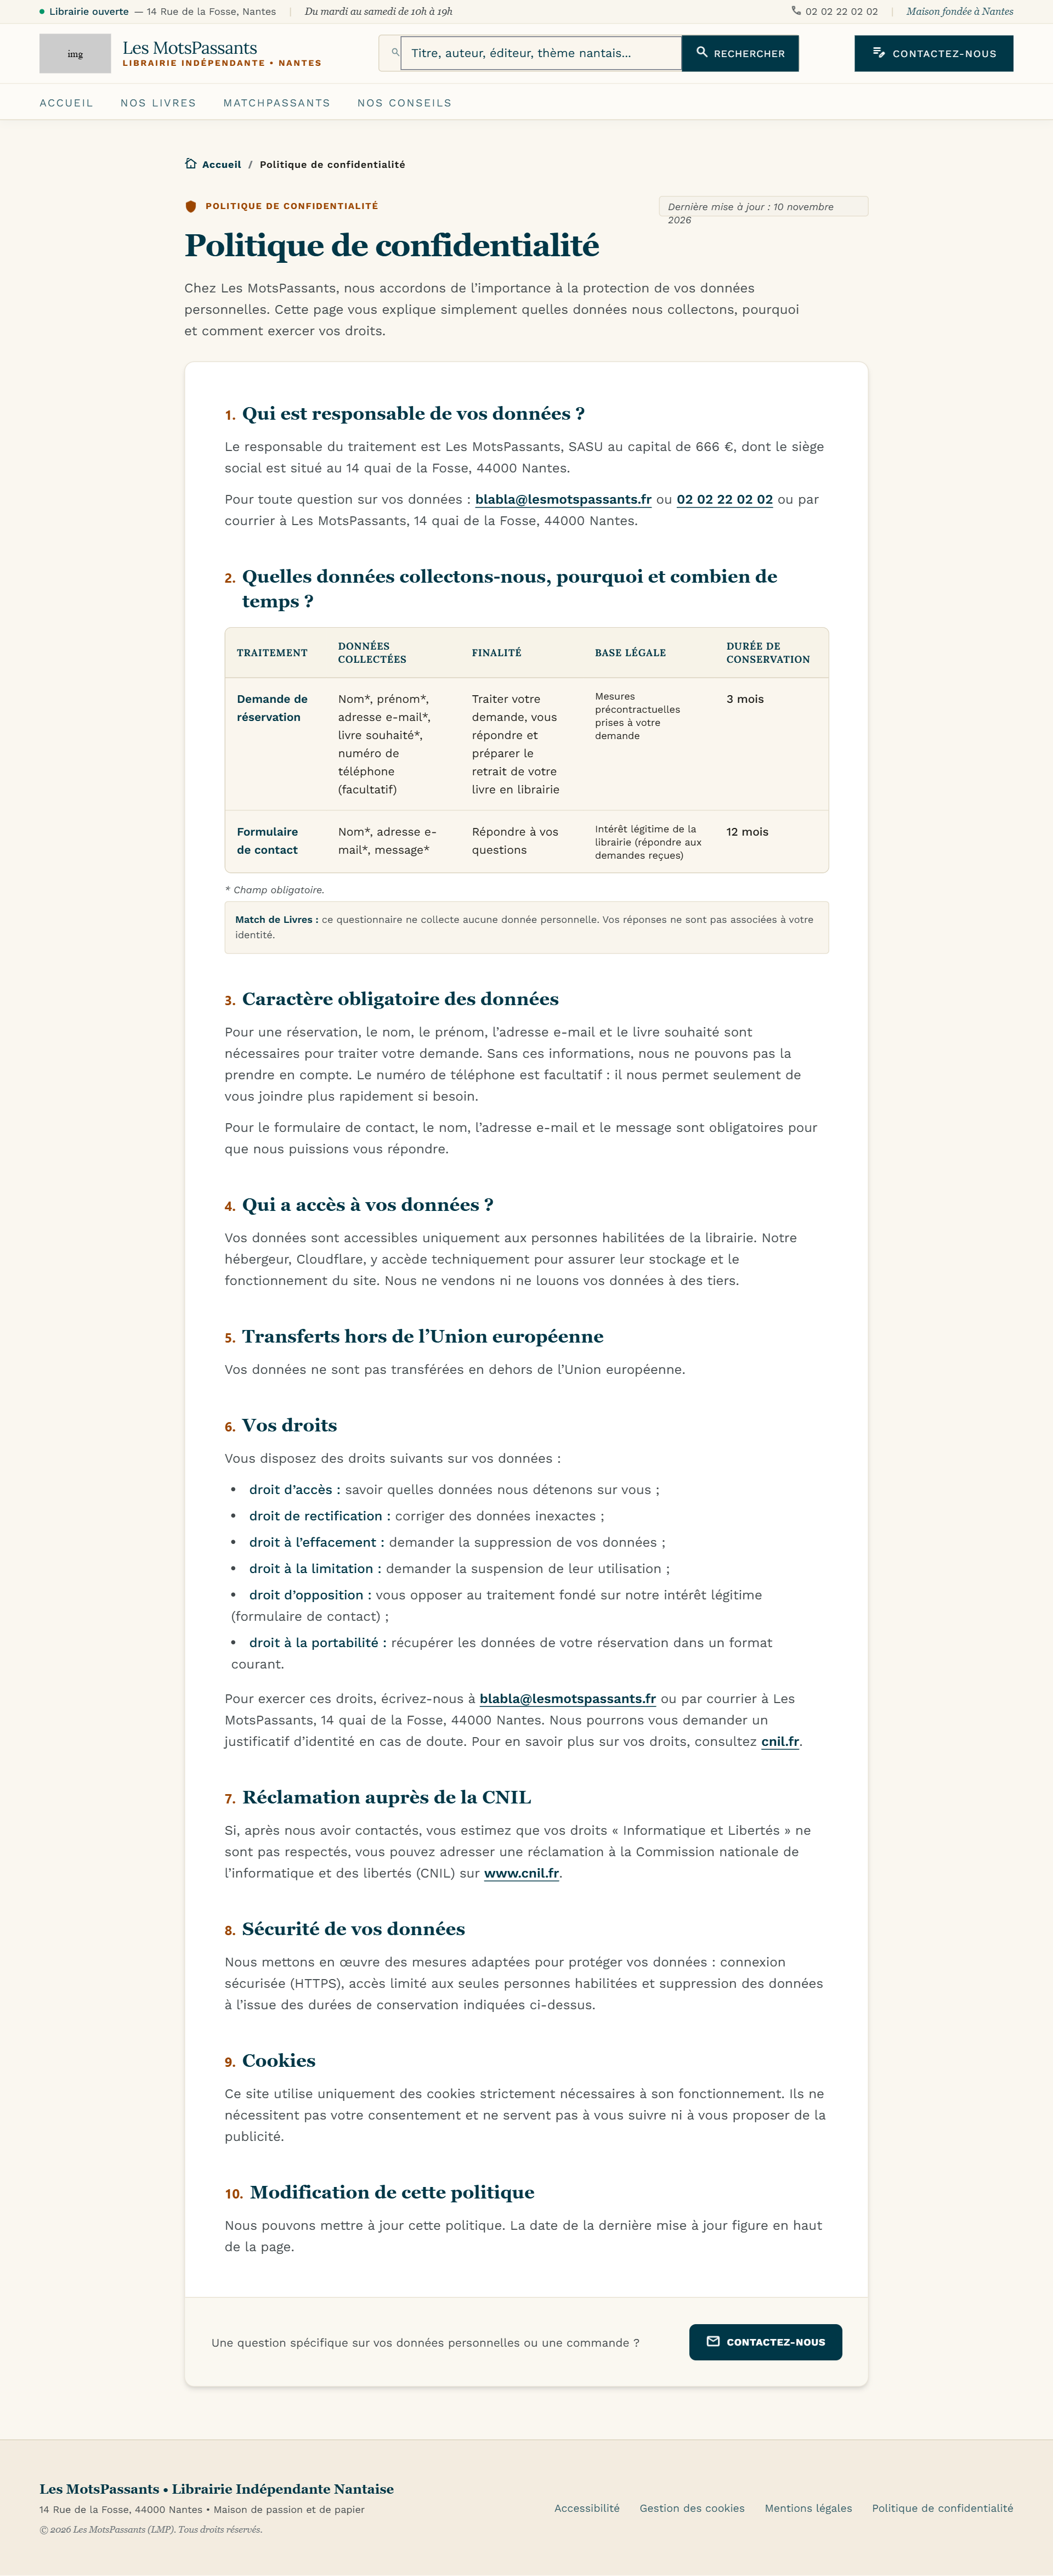 Librairie ouverte — 14 Rue de la Fosse, Nantes | Du mardi au samedi de 10h à 19h
02 02 22 02 02 | Maison fondée à Nantes
img
Les MotsPassants
LIBRAIRIE INDÉPENDANTE • NANTES
Titre, auteur, éditeur, thème nantais...
RECHERCHER
CONTACTEZ-NOUS
ACCUEIL NOS LIVRES MATCHPASSANTS NOS CONSEILS
Accueil / Politique de confidentialité
POLITIQUE DE CONFIDENTIALITÉ
Dernière mise à jour : 10 novembre
2026
Politique de confidentialité
Chez Les MotsPassants, nous accordons de l’importance à la protection de vos données
personnelles. Cette page vous explique simplement quelles données nous collectons, pourquoi
et comment exercer vos droits.
1. Qui est responsable de vos données ?
Le responsable du traitement est Les MotsPassants, SASU au capital de 666 €, dont le siège
social est situé au 14 quai de la Fosse, 44000 Nantes.
Pour toute question sur vos données : blabla@lesmotspassants.fr ou 02 02 22 02 02 ou par
courrier à Les MotsPassants, 14 quai de la Fosse, 44000 Nantes.
2. Quelles données collectons-nous, pourquoi et combien de
temps ?
TRAITEMENT
DONNÉES
COLLECTÉES
FINALITÉ
BASE LÉGALE
DURÉE DE
CONSERVATION
Demande de
réservation
Nom*, prénom*,
adresse e-mail*,
livre souhaité*,
numéro de
téléphone
(facultatif)
Traiter votre
demande, vous
répondre et
préparer le
retrait de votre
livre en librairie
Mesures
précontractuelles
prises à votre
demande
3 mois
Formulaire
de contact
Nom*, adresse e-
mail*, message*
Répondre à vos
questions
Intérêt légitime de la
librairie (répondre aux
demandes reçues)
12 mois
* Champ obligatoire.
Match de Livres : ce questionnaire ne collecte aucune donnée personnelle. Vos réponses ne sont pas associées à votre
identité.
3. Caractère obligatoire des données
Pour une réservation, le nom, le prénom, l’adresse e-mail et le livre souhaité sont
nécessaires pour traiter votre demande. Sans ces informations, nous ne pouvons pas la
prendre en compte. Le numéro de téléphone est facultatif : il nous permet seulement de
vous joindre plus rapidement si besoin.
Pour le formulaire de contact, le nom, l’adresse e-mail et le message sont obligatoires pour
que nous puissions vous répondre.
4. Qui a accès à vos données ?
Vos données sont accessibles uniquement aux personnes habilitées de la librairie. Notre
hébergeur, Cloudflare, y accède techniquement pour assurer leur stockage et le
fonctionnement du site. Nous ne vendons ni ne louons vos données à des tiers.
5. Transferts hors de l’Union européenne
Vos données ne sont pas transférées en dehors de l’Union européenne.
6. Vos droits
Vous disposez des droits suivants sur vos données :
• droit d’accès : savoir quelles données nous détenons sur vous ;
• droit de rectification : corriger des données inexactes ;
• droit à l’effacement : demander la suppression de vos données ;
• droit à la limitation : demander la suspension de leur utilisation ;
• droit d’opposition : vous opposer au traitement fondé sur notre intérêt légitime
(formulaire de contact) ;
• droit à la portabilité : récupérer les données de votre réservation dans un format
courant.
Pour exercer ces droits, écrivez-nous à blabla@lesmotspassants.fr ou par courrier à Les
MotsPassants, 14 quai de la Fosse, 44000 Nantes. Nous pourrons vous demander un
justificatif d’identité en cas de doute. Pour en savoir plus sur vos droits, consultez cnil.fr.
7. Réclamation auprès de la CNIL
Si, après nous avoir contactés, vous estimez que vos droits « Informatique et Libertés » ne
sont pas respectés, vous pouvez adresser une réclamation à la Commission nationale de
l’informatique et des libertés (CNIL) sur www.cnil.fr.
8. Sécurité de vos données
Nous mettons en œuvre des mesures adaptées pour protéger vos données : connexion
sécurisée (HTTPS), accès limité aux seules personnes habilitées et suppression des données
à l’issue des durées de conservation indiquées ci-dessus.
9. Cookies
Ce site utilise uniquement des cookies strictement nécessaires à son fonctionnement. Ils ne
nécessitent pas votre consentement et ne servent pas à vous suivre ni à vous proposer de la
publicité.
10. Modification de cette politique
Nous pouvons mettre à jour cette politique. La date de la dernière mise à jour figure en haut
de la page.
Une question spécifique sur vos données personnelles ou une commande ?
CONTACTEZ-NOUS
Les MotsPassants • Librairie Indépendante Nantaise
14 Rue de la Fosse, 44000 Nantes • Maison de passion et de papier
© 2026 Les MotsPassants (LMP). Tous droits réservés.
Accessibilité Gestion des cookies Mentions légales Politique de confidentialité